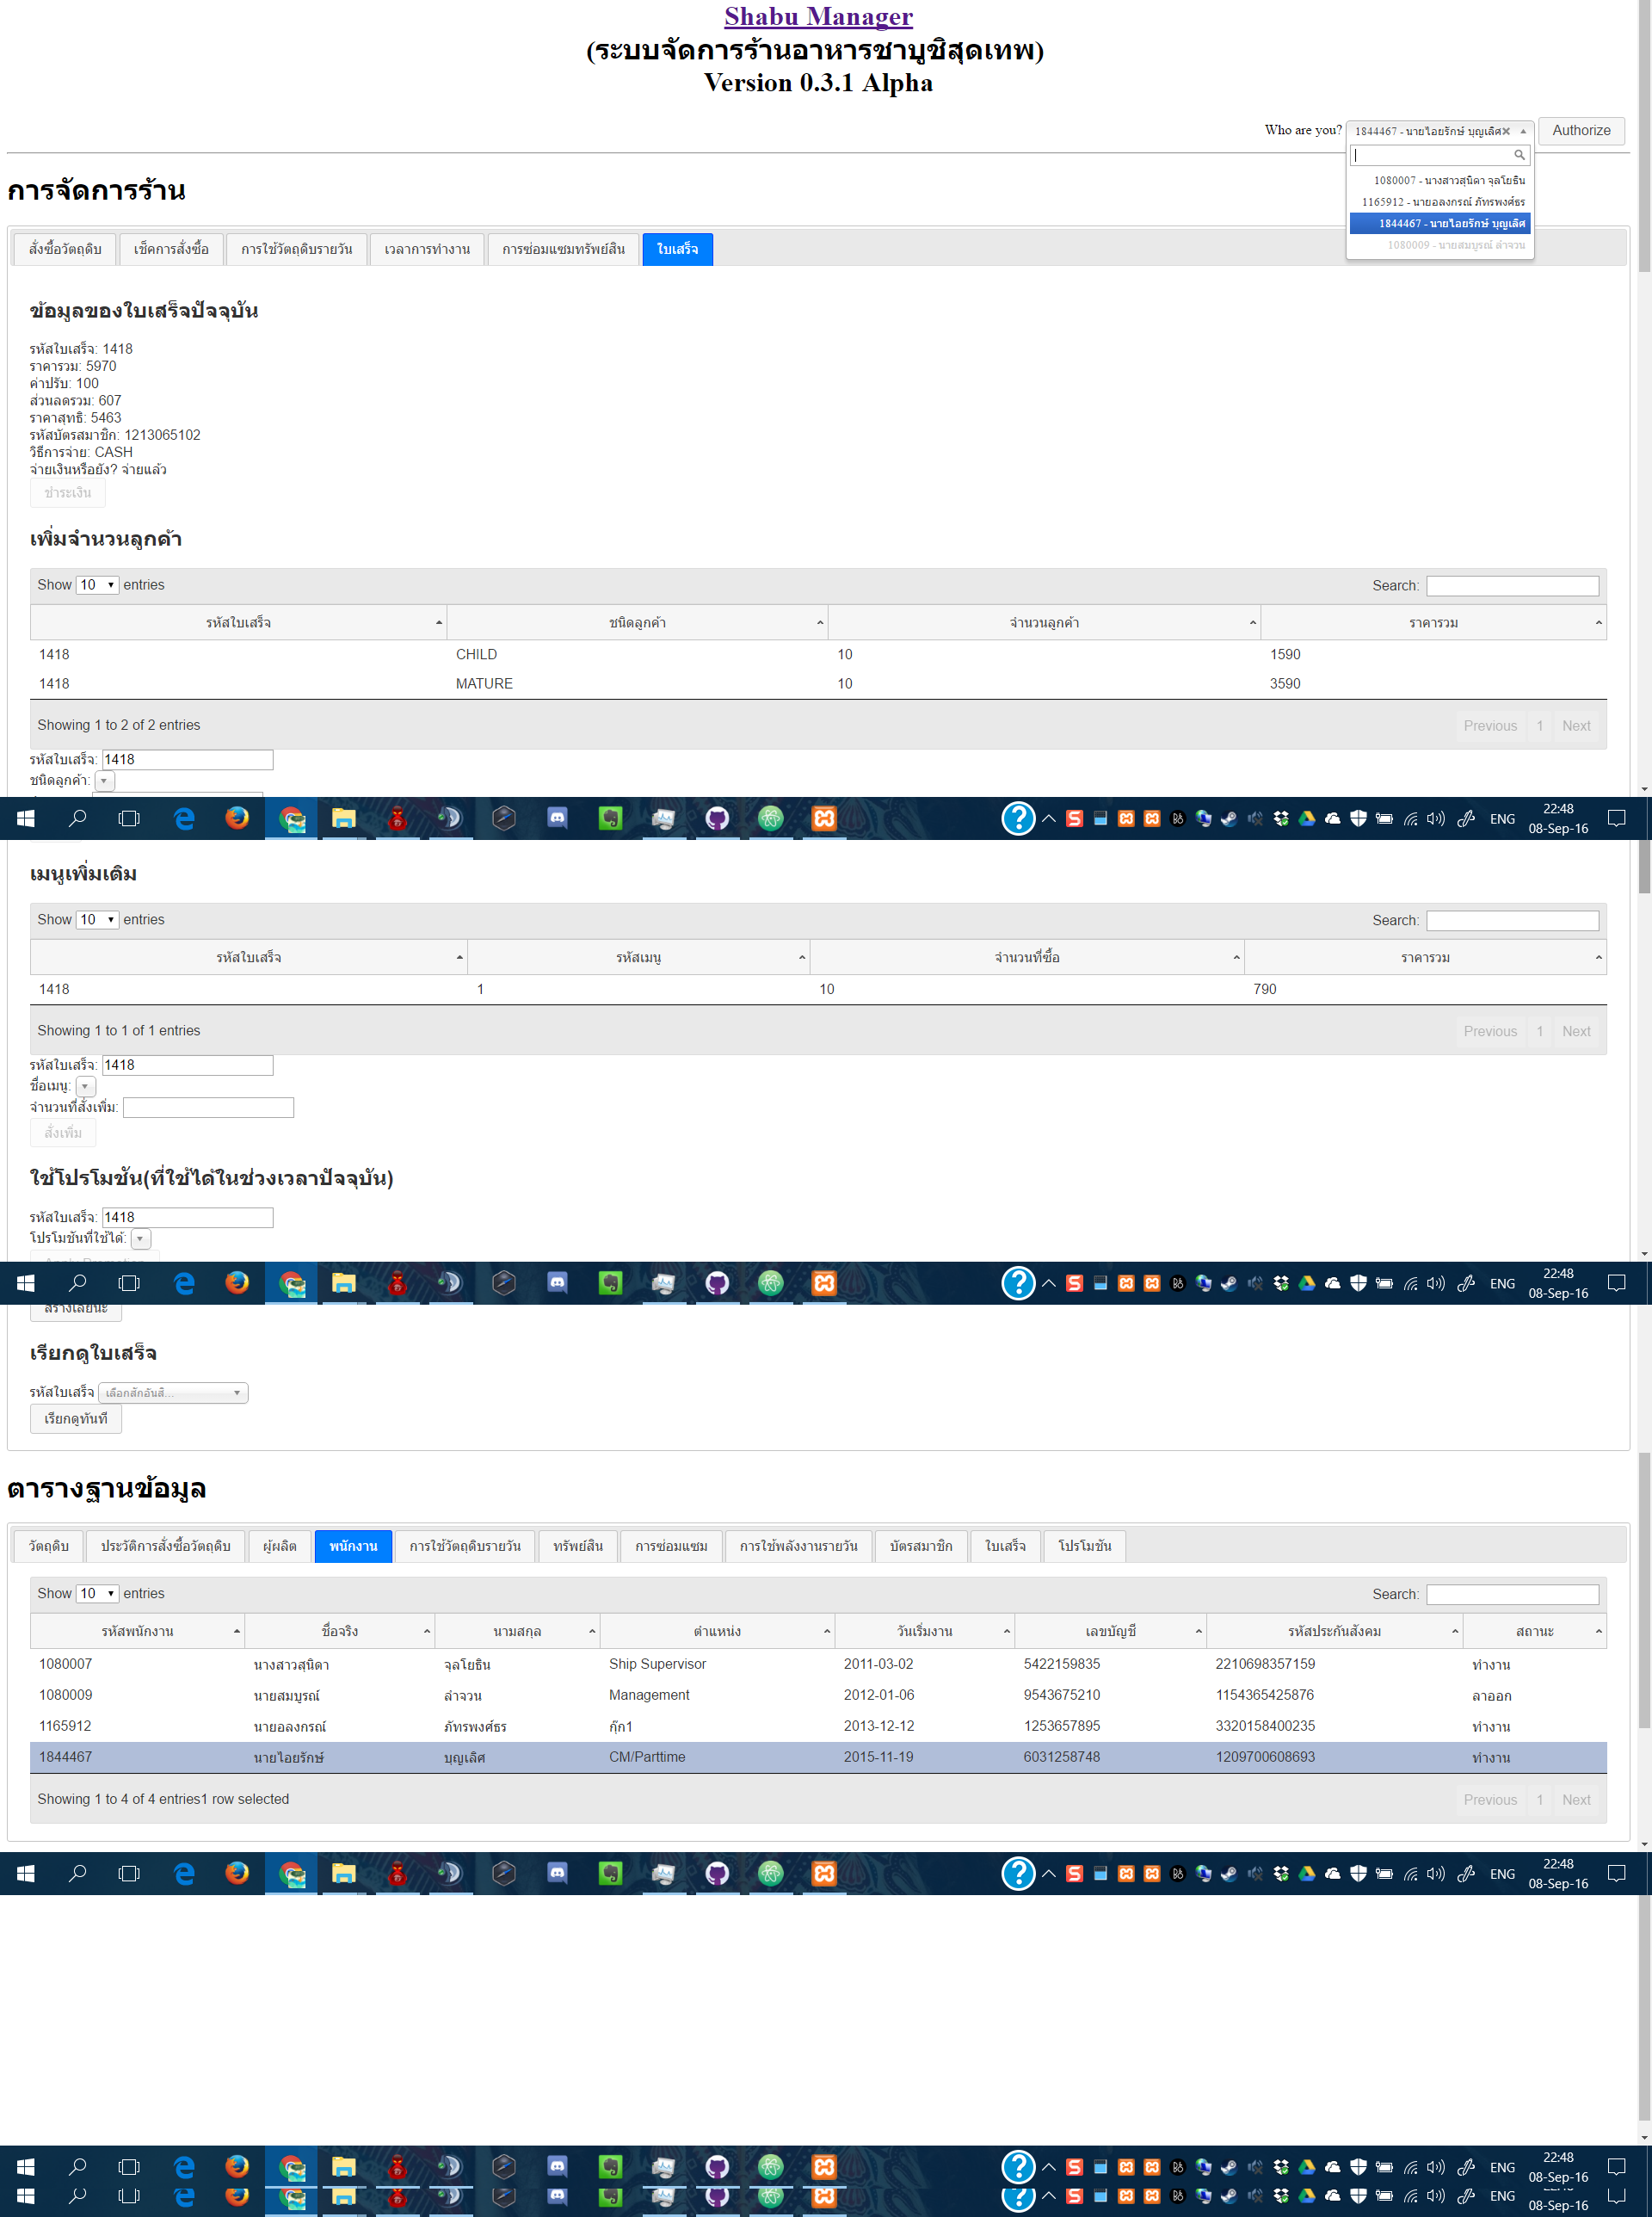 Shabu Manager
(ระบบจัดการร้านอาหารชาบูชิสุดเทพ)
Version 0.3.1 Alpha
Who are you? 1844467 - นายไอยรักษ์ บุญเลิศ Authorize
1080007 - นางสาวสุนิดา จุลโยธิน
1165912 - นายอลงกรณ์ ภัทรพงศ์ธร
1844467 - นายไอยรักษ์ บุญเลิศ
1080009 - นายสมบูรณ์ ลำจวน
การจัดการร้าน
สั่งซื้อวัตถุดิบ เช็คการสั่งซื้อ การใช้วัตถุดิบรายวัน เวลาการทำงาน การซ่อมแซมทรัพย์สิน ใบเสร็จ
ข้อมูลของใบเสร็จปัจจุบัน
รหัสใบเสร็จ: 1418
ราคารวม: 5970
ค่าปรับ: 100
ส่วนลดรวม: 607
ราคาสุทธิ: 5463
รหัสบัตรสมาชิก: 1213065102
วิธีการจ่าย: CASH
จ่ายเงินหรือยัง? จ่ายแล้ว
ชำระเงิน
เพิ่มจำนวนลูกค้า
Show 10 entries Search:
รหัสใบเสร็จ ชนิดลูกค้า จำนวนลูกค้า ราคารวม
1418 CHILD 10 1590
1418 MATURE 10 3590
Showing 1 to 2 of 2 entries Previous 1 Next
รหัสใบเสร็จ: 1418
ชนิดลูกค้า:
ENG 22:48
08-Sep-16
เมนูเพิ่มเติม
Show 10 entries Search:
รหัสใบเสร็จ รหัสเมนู จำนวนที่ซื้อ ราคารวม
1418 1 10 790
Showing 1 to 1 of 1 entries Previous 1 Next
รหัสใบเสร็จ: 1418
ชื่อเมนู:
จำนวนที่สั่งเพิ่ม:
สั่งเพิ่ม
ใช้โปรโมชัน(ที่ใช้ได้ในช่วงเวลาปัจจุบัน)
รหัสใบเสร็จ: 1418
โปรโมชันที่ใช้ได้:
ENG 22:48
08-Sep-16
สร้างเลยนะ
เรียกดูใบเสร็จ
รหัสใบเสร็จ เลือกสักอันสิ...
เรียกดูทันที
ตารางฐานข้อมูล
วัตถุดิบ ประวัติการสั่งซื้อวัตถุดิบ ผู้ผลิต พนักงาน การใช้วัตถุดิบรายวัน ทรัพย์สิน การซ่อมแซม การใช้พลังงานรายวัน บัตรสมาชิก ใบเสร็จ โปรโมชัน
Show 10 entries Search:
รหัสพนักงาน ชื่อจริง นามสกุล ตำแหน่ง วันเริ่มงาน เลขบัญชี รหัสประกันสังคม สถานะ
1080007 นางสาวสุนิดา จุลโยธิน Ship Supervisor 2011-03-02 5422159835 2210698357159 ทำงาน
1080009 นายสมบูรณ์ ลำจวน Management 2012-01-06 9543675210 1154365425876 ลาออก
1165912 นายอลงกรณ์ ภัทรพงศ์ธร กุ๊ก1 2013-12-12 1253657895 3320158400235 ทำงาน
1844467 นายไอยรักษ์ บุญเลิศ CM/Parttime 2015-11-19 6031258748 1209700608693 ทำงาน
Showing 1 to 4 of 4 entries1 row selected Previous 1 Next
ENG 22:48
08-Sep-16
ENG 22:48
08-Sep-16
ENG
08-Sep-16